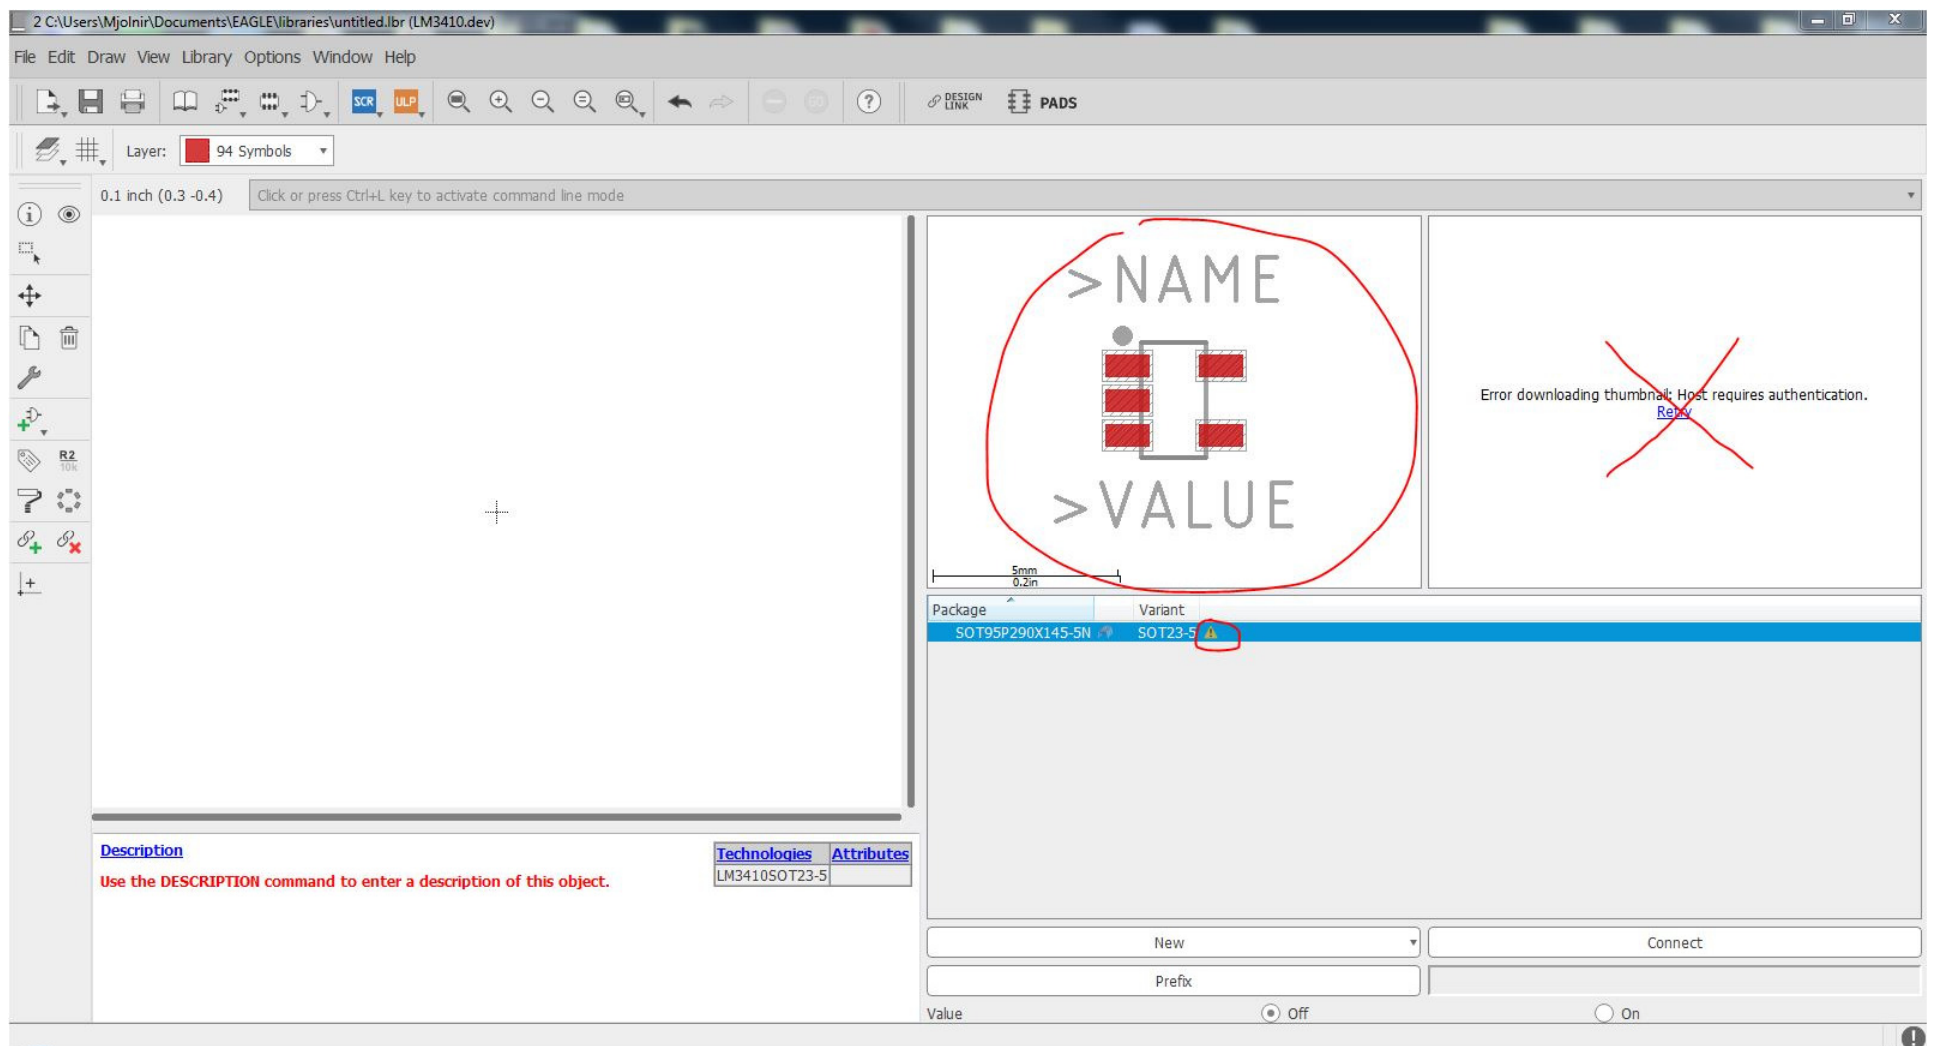 2 C:\Users\Mjolnir\Documents\EAGLE\libraries\untitled.lbr (LM3410.dev)
File Edit Draw View Library Options Window Help
SCR ULP DESIGN LINK PADS
Layer: 94 Symbols
0.1 inch (0.3 -0.4) Click or press Ctrl+L key to activate command line mode
R2
10k
>NAME
>VALUE
5mm
0.2in
Error downloading thumbnail: Host requires authentication.
Retry
Package Variant
SOT95P290X145-5N SOT23-5
Description
Use the DESCRIPTION command to enter a description of this object.
Technologies Attributes
LM3410SOT23-5
New Connect
Prefix
Value Off On